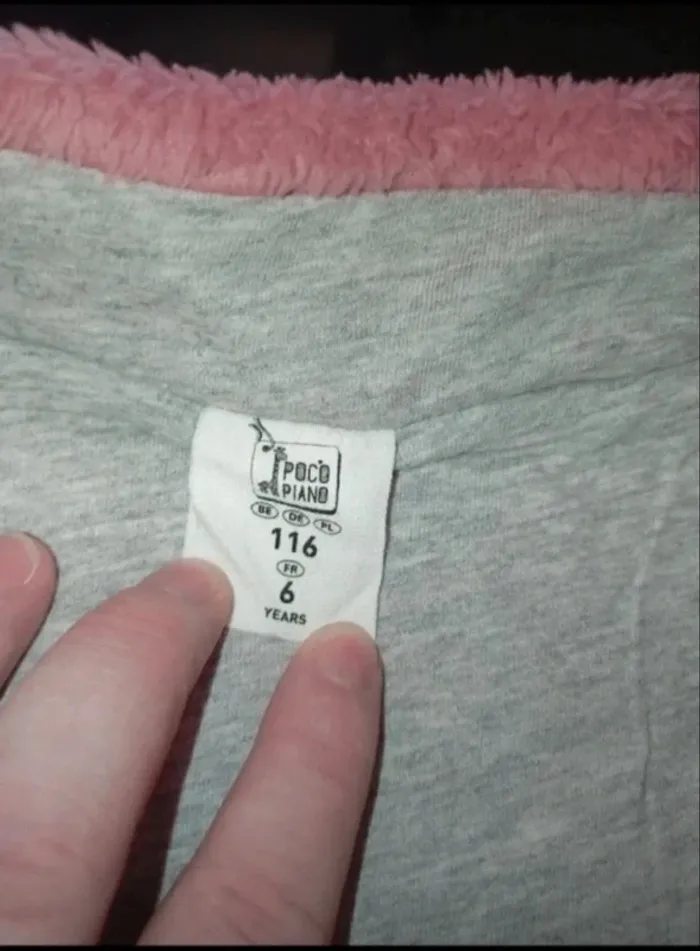 POCO
PIANO
BE DE PL
116
FR
6
YEARS